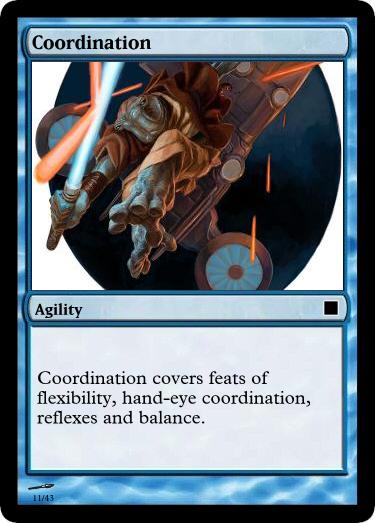 Coordination
Agility
Coordination covers feats of
flexibility, hand-eye coordination,
reflexes and balance.
11/43